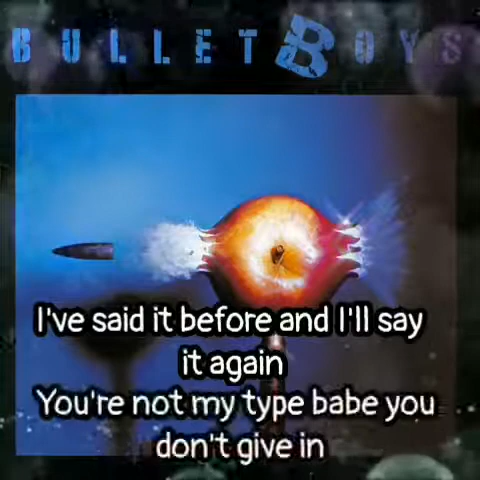 BULLETBOYS
I've said it before and I'll say
it again
You're not my type babe you
don't give in